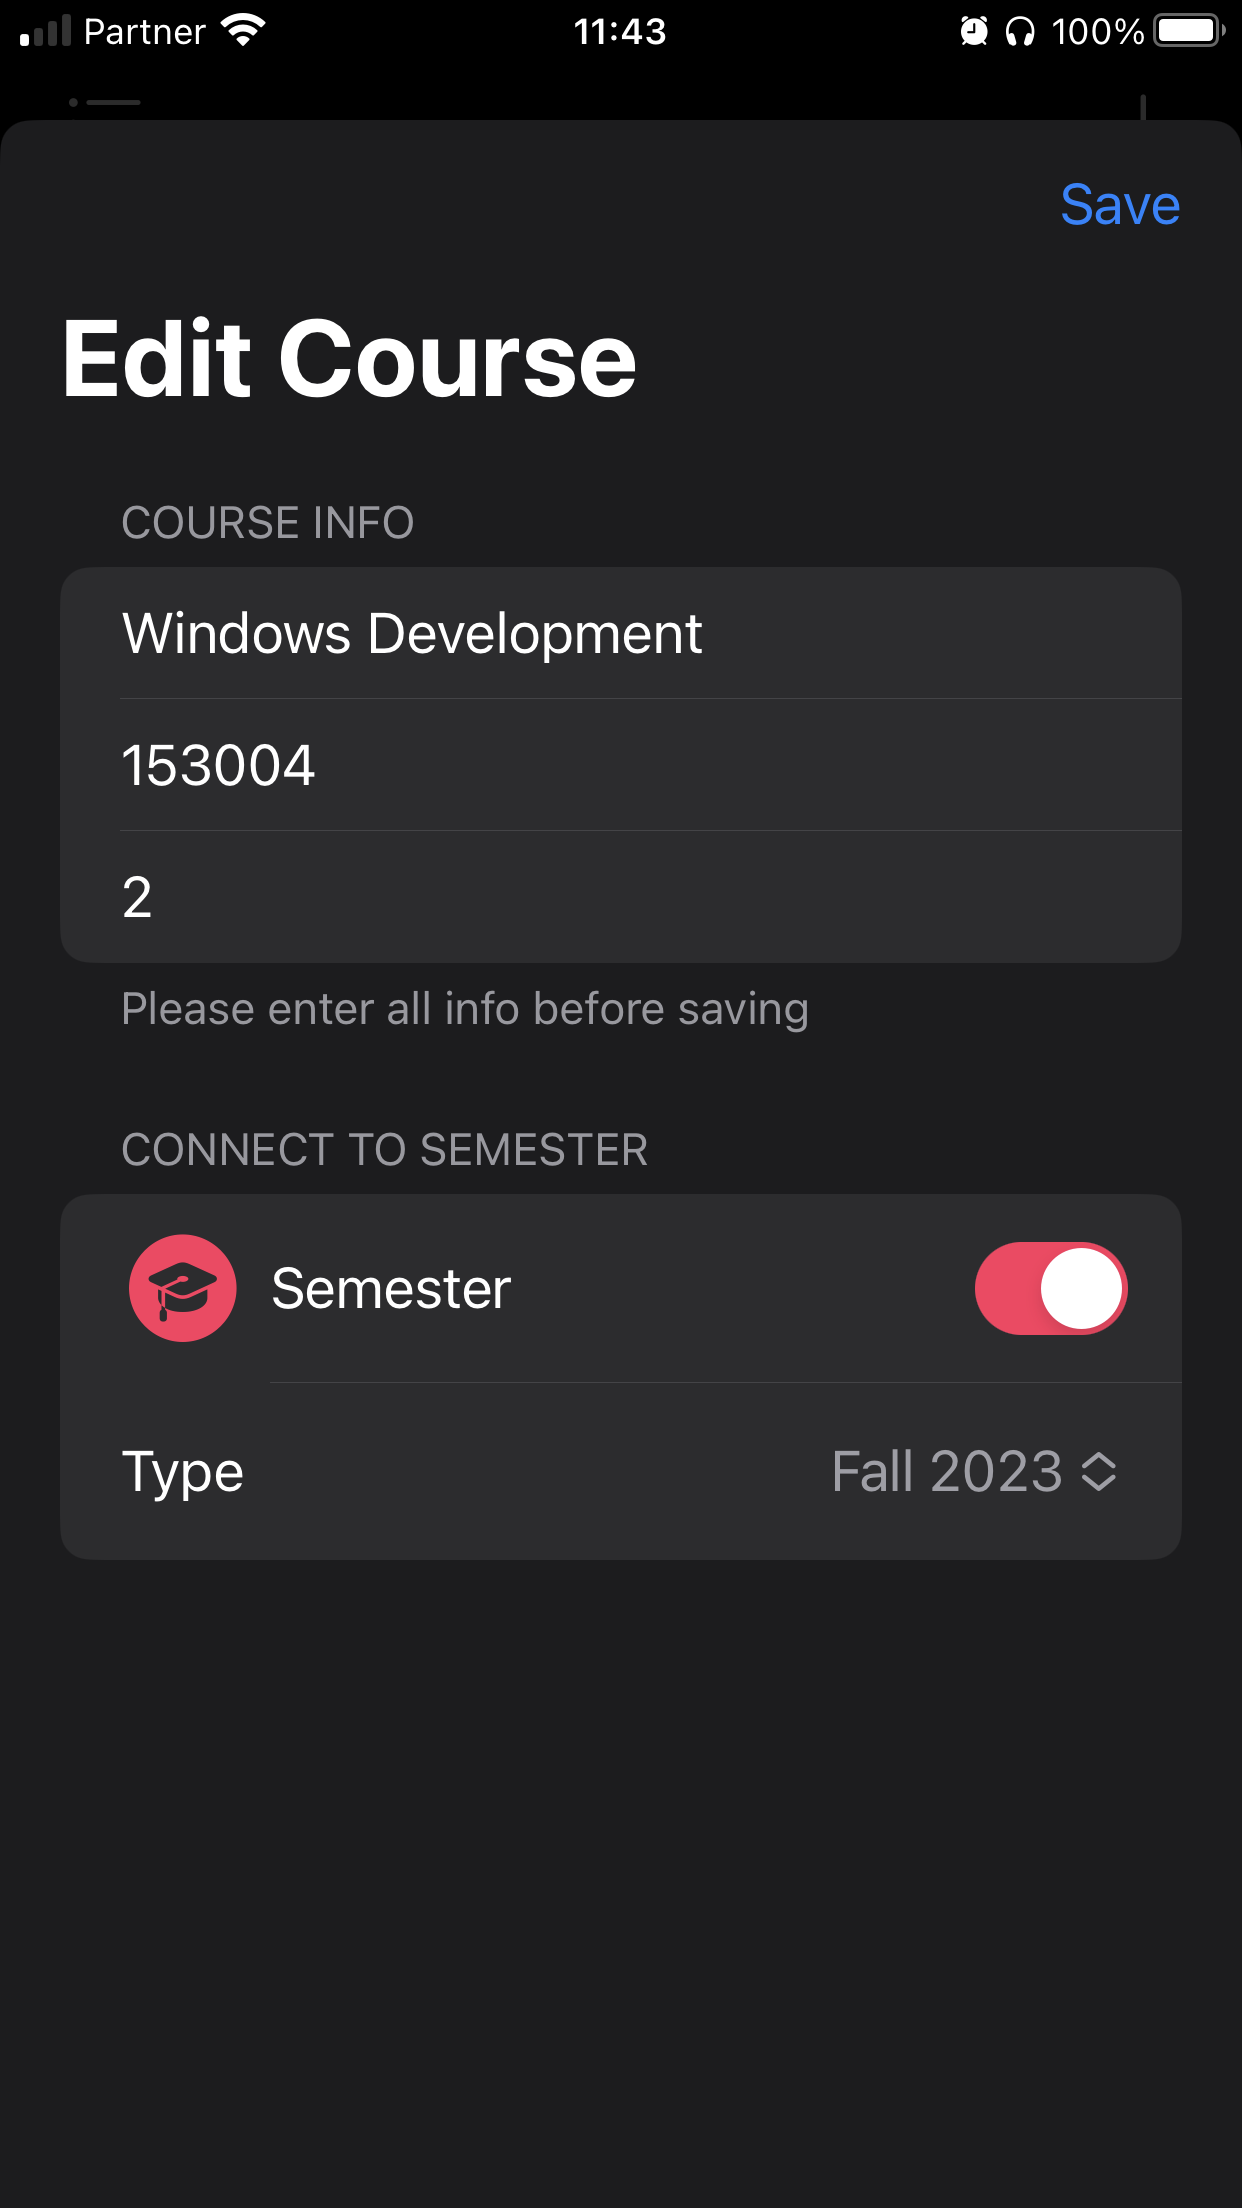 Partner 11:43 100%
Save
Edit Course
COURSE INFO
Windows Development
153004
2
Please enter all info before saving
CONNECT TO SEMESTER
Semester
Type Fall 2023